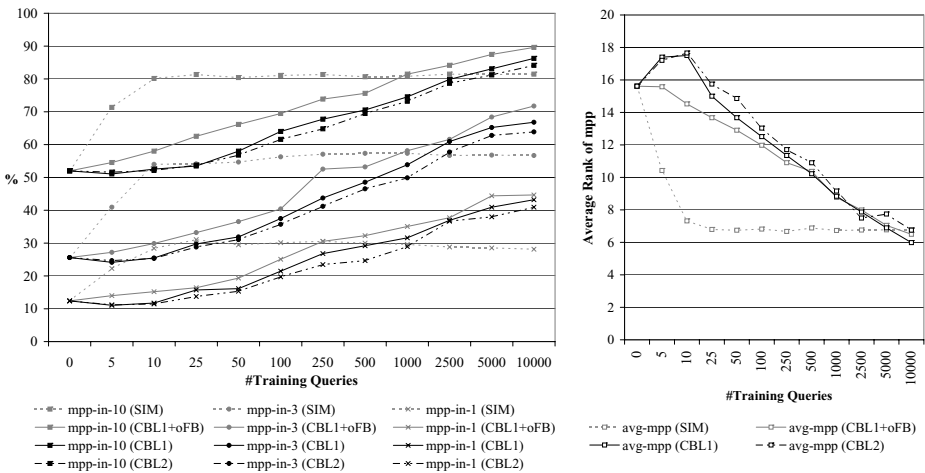 100
90
80
70
60
50
40
30
20
10
0
%
0 5 10 25 50 100 250 500 1000 2500 5000 10000
#Training Queries
mpp-in-10 (SIM) mpp-in-3 (SIM) mpp-in-1 (SIM)
mpp-in-10 (CBL1+oFB) mpp-in-3 (CBL1+oFB) mpp-in-1 (CBL1+oFB)
mpp-in-10 (CBL1) mpp-in-3 (CBL1) mpp-in-1 (CBL1)
mpp-in-10 (CBL2) mpp-in-3 (CBL2) mpp-in-1 (CBL2)
20
18
16
14
12
10
8
6
4
2
0
Average Rank of mpp
0 5 10 25 50 100 250 500 1000 2500 5000 10000
#Training Queries
avg-mpp (SIM) avg-mpp (CBL1+oFB)
avg-mpp (CBL1) avg-mpp (CBL2)